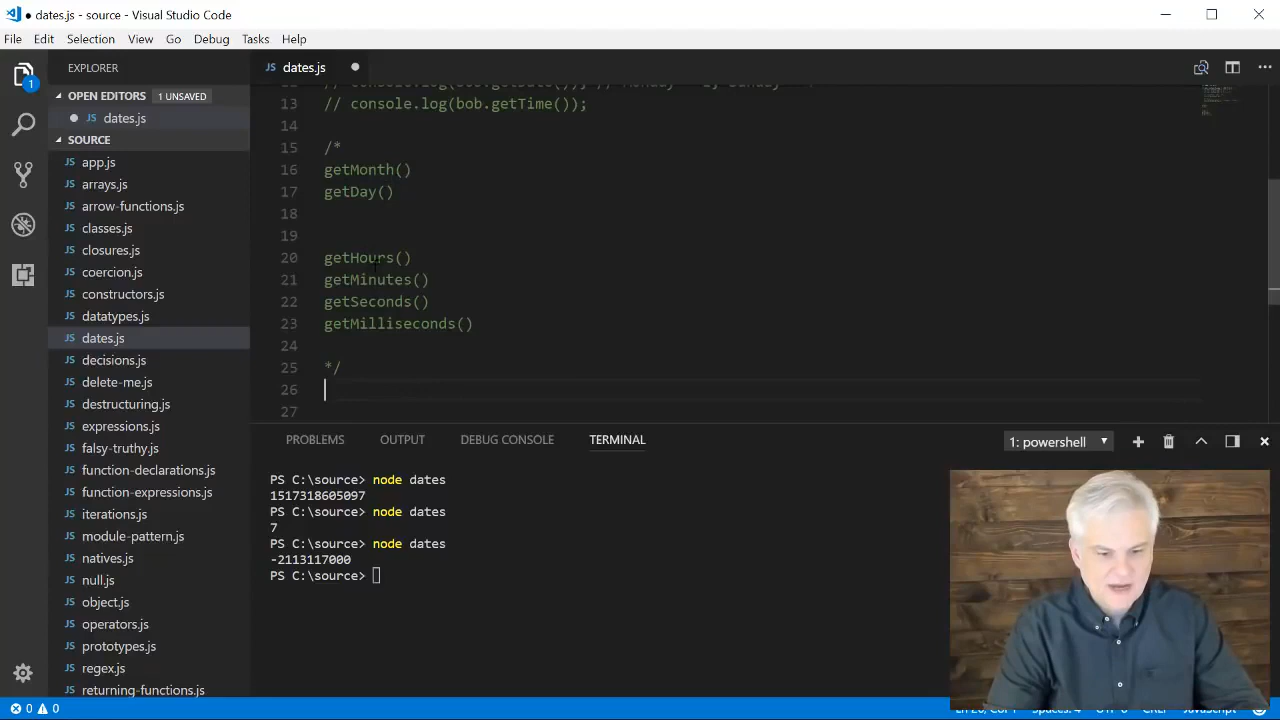 dates.js - source - Visual Studio Code
File Edit Selection View Go Debug Tasks Help
EXPLORER
OPEN EDITORS 1 UNSAVED
dates.js
SOURCE
app.js
arrays.js
arrow-functions.js
classes.js
closures.js
coercion.js
constructors.js
datatypes.js
dates.js
decisions.js
delete-me.js
destructuring.js
expressions.js
falsy-truthy.js
function-declarations.js
function-expressions.js
iterations.js
module-pattern.js
natives.js
null.js
object.js
operators.js
prototypes.js
regex.js
returning-functions.js
1
dates.js
13 // console.log(bob.getTime());
14
15 /*
16 getMonth()
17 getDay()
18
19
20 getHours()
21 getMinutes()
22 getSeconds()
23 getMilliseconds()
24
25 */
26
27
PROBLEMS OUTPUT DEBUG CONSOLE TERMINAL 1: powershell
PS C:\source> node dates
1517318605097
PS C:\source> node dates
7
PS C:\source> node dates
-2113117000
PS C:\source>
0 0